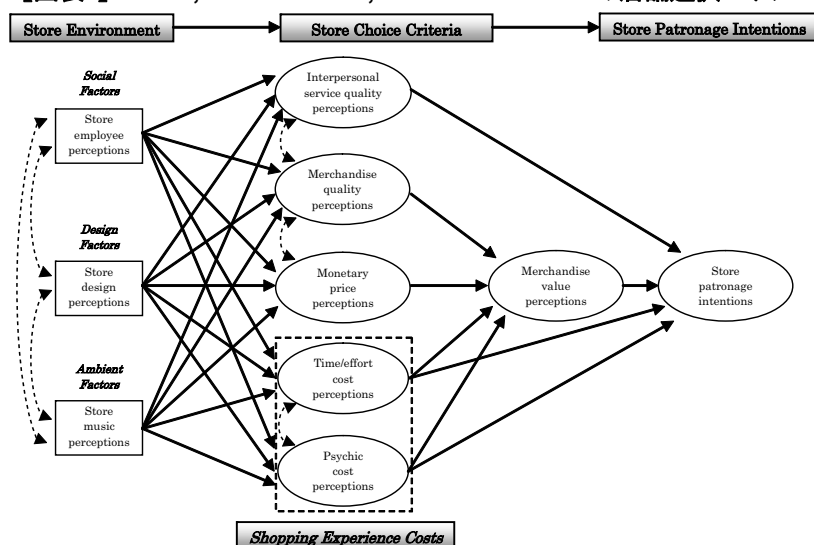 Store Environment
Store Choice Criteria
Store Patronage Intentions
Social
Factors
Store
employee
perceptions
Design
Factors
Store
design
perceptions
Ambient
Factors
Store
music
perceptions
Interpersonal
service quality
perceptions
Merchandise
quality
perceptions
Monetary
price
perceptions
Time/effort
cost
perceptions
Psychic
cost
perceptions
Merchandise
value
perceptions
Store
patronage
intentions
Shopping Experience Costs